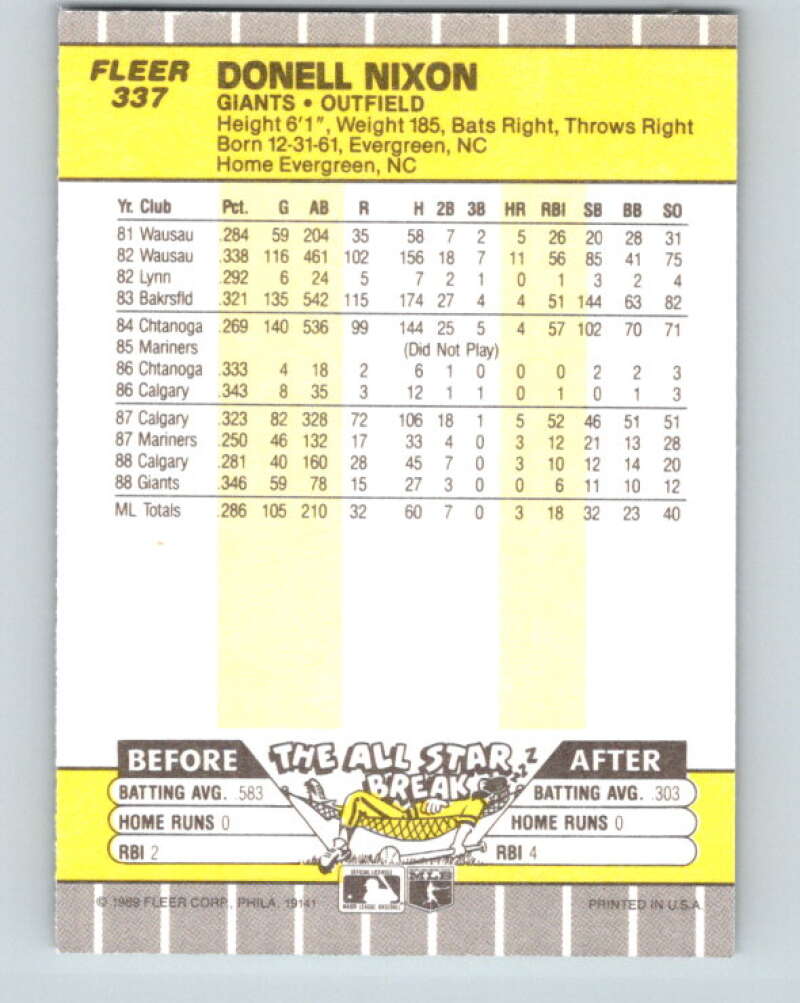 FLEER
337
DONELL NIXON
GIANTS • OUTFIELD
Height 6'1", Weight 185, Bats Right, Throws Right
Born 12-31-61, Evergreen, NC
Home Evergreen, NC
Yr. Club Pct. G AB R H 2B 3B HR RBI SB BB SO
81 Wausau .284 59 204 35 58 7 2 5 26 20 28 31
82 Wausau .338 116 461 102 156 18 7 11 56 85 41 75
82 Lynn .292 6 24 5 7 2 1 0 1 3 2 4
83 Bakrsfld .321 135 542 115 174 27 4 4 51 144 63 82
84 Chtanoga .269 140 536 99 144 25 5 4 57 102 70 71
85 Mariners (Did Not Play)
86 Chtanoga .333 4 18 2 6 1 0 0 0 2 2 3
86 Calgary .343 8 35 3 12 1 1 0 1 0 1 3
87 Calgary .323 82 328 72 106 18 1 5 52 46 51 51
87 Mariners .250 46 132 17 33 4 0 3 12 21 13 28
88 Calgary .281 40 160 28 45 7 0 3 10 12 14 20
88 Giants .346 59 78 15 27 3 0 0 6 11 10 12
ML Totals .286 105 210 32 60 7 0 3 18 32 23 40
BEFORE THE ALL STAR BREAK zzZZ AFTER
BATTING AVG. .583 BATTING AVG. .303
HOME RUNS 0 HOME RUNS 0
RBI 2 RBI 4
OFFICIAL LICENSEE
MAJOR LEAGUE BASEBALL
MLB
© 1989 FLEER CORP., PHILA. 19141 PRINTED IN U.S.A.